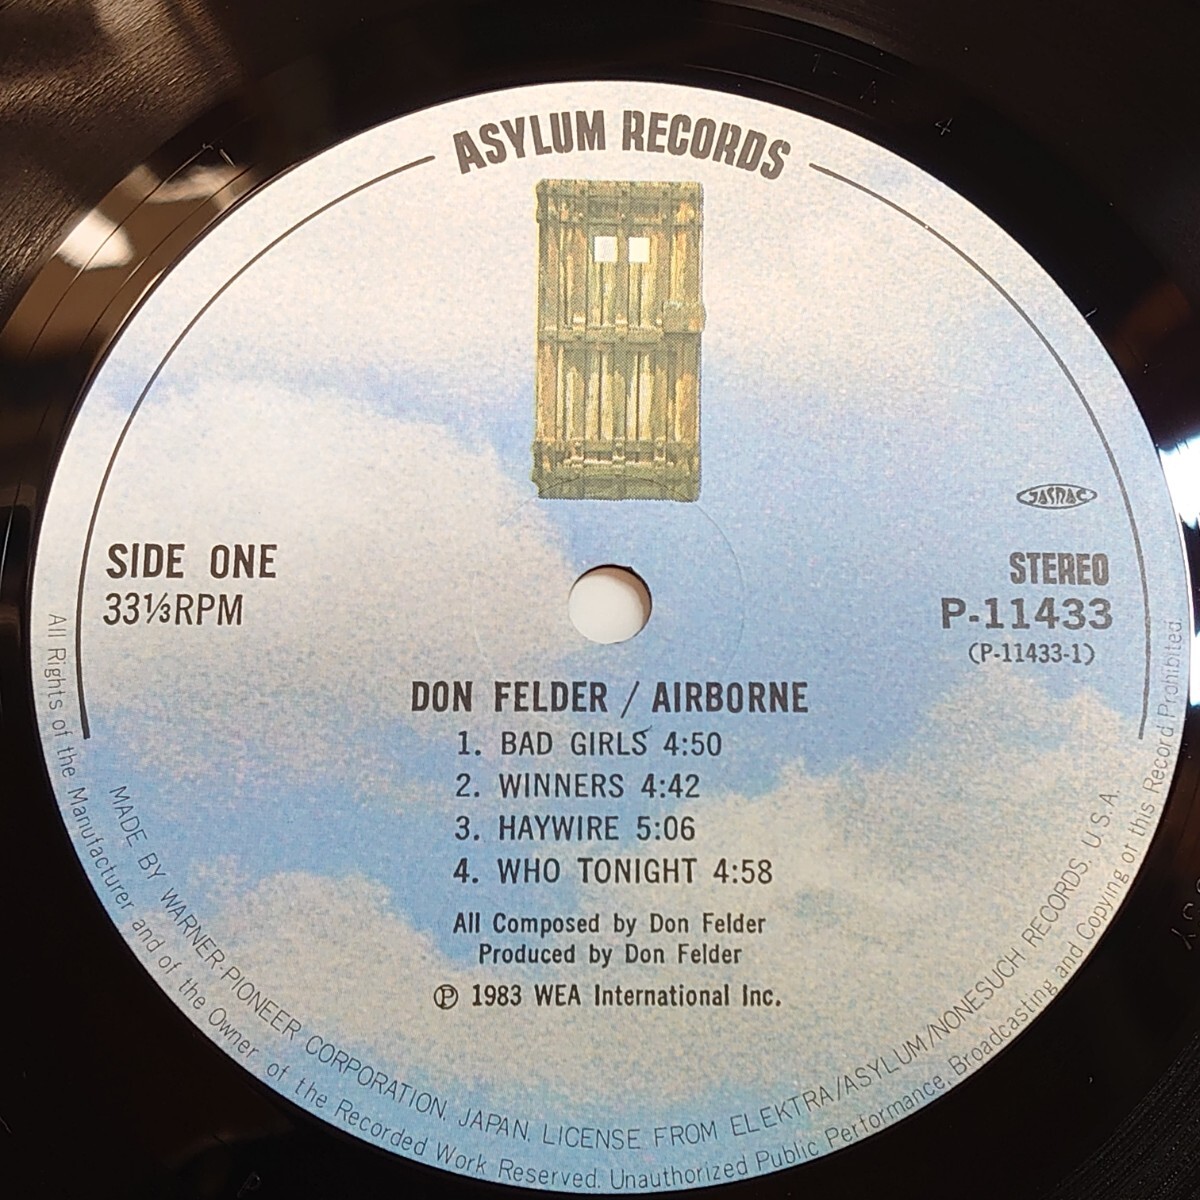 ASYLUM RECORDS
JASRAC
SIDE ONE
33⅓RPM
STEREO
P-11433
(P-11433-1)
DON FELDER / AIRBORNE
1. BAD GIRLS 4:50
2. WINNERS 4:42
3. HAYWIRE 5:06
4. WHO TONIGHT 4:58
All Composed by Don Felder
Produced by Don Felder
Ⓟ 1983 WEA International Inc.
MADE BY WARNER-PIONEER CORPORATION, JAPAN, LICENSE FROM ELEKTRA/ASYLUM/NONESUCH RECORDS, U.S.A.
All Rights of the Manufacturer and of the Owner of the Recorded Work Reserved. Unauthorized Public Performance, Broadcasting and Copying of this Record Prohibited.